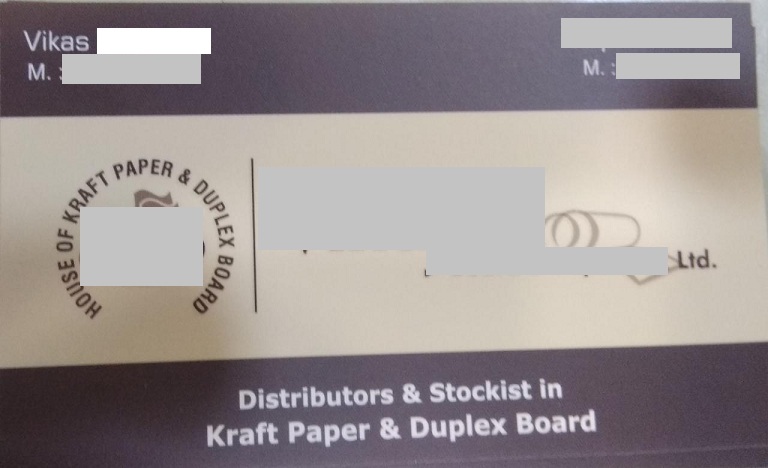 Vikas
M. :
M. :
HOUSE OF KRAFT PAPER & DUPLEX BOARD
Ltd.
Distributors & Stockist in
Kraft Paper & Duplex Board